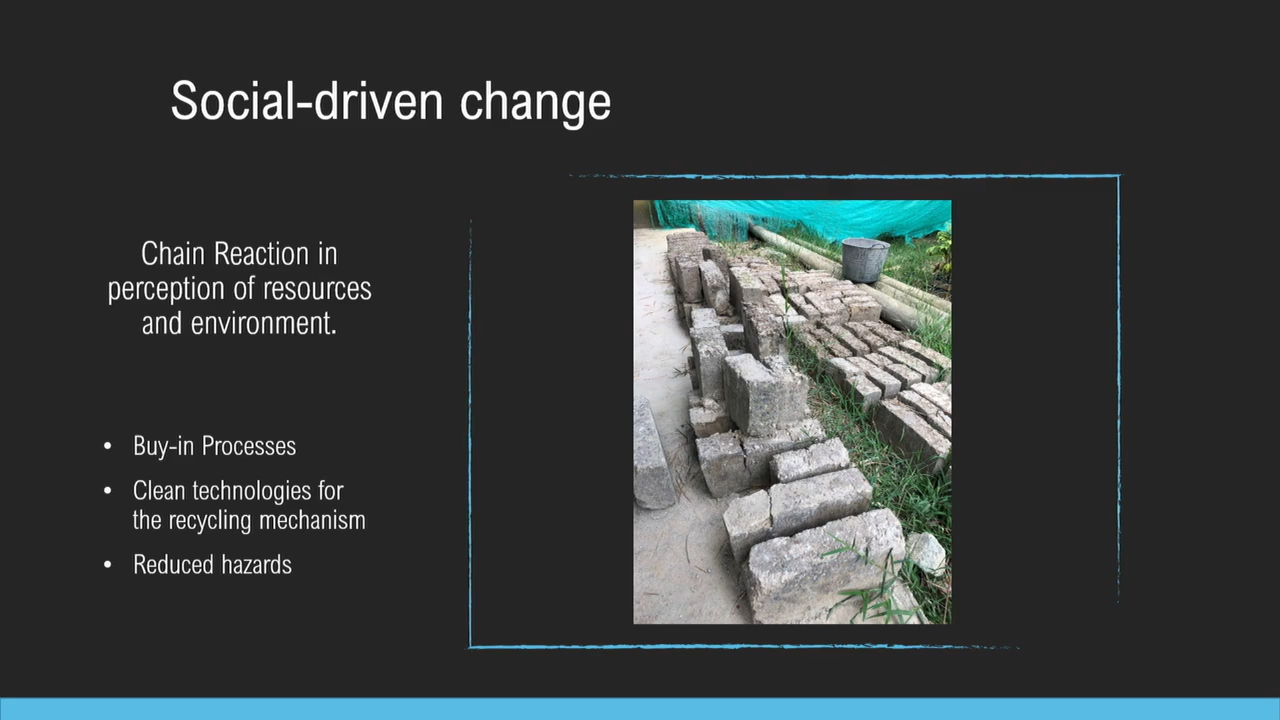 Social-driven change
Chain Reaction in
perception of resources
and environment.
• Buy-in Processes
• Clean technologies for
the recycling mechanism
• Reduced hazards